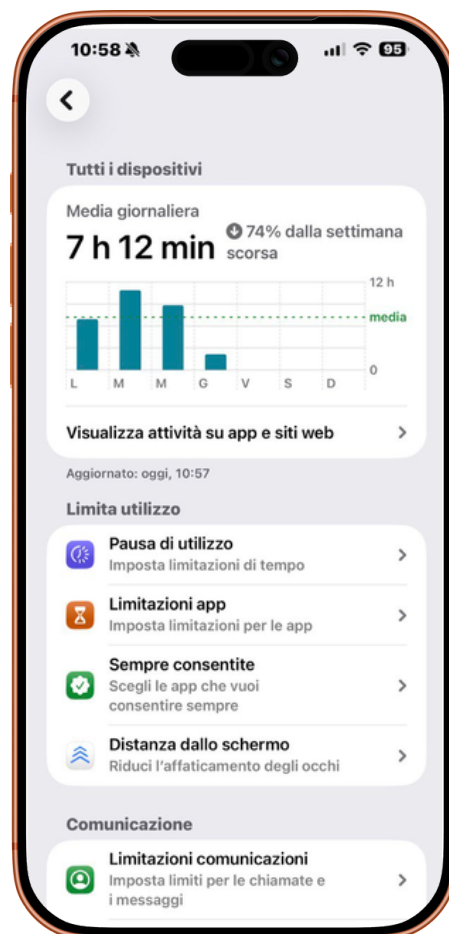 10:58
95
Tutti i dispositivi
Media giornaliera
7 h 12 min
74% dalla settimana
scorsa
12 h
media
0
L M M G V S D
Visualizza attività su app e siti web
Aggiornato: oggi, 10:57
Limita utilizzo
Pausa di utilizzo
Imposta limitazioni di tempo
Limitazioni app
Imposta limitazioni per le app
Sempre consentite
Scegli le app che vuoi
consentire sempre
Distanza dallo schermo
Riduci l'affaticamento degli occhi
Comunicazione
Limitazioni comunicazioni
Imposta limiti per le chiamate e
i messaggi